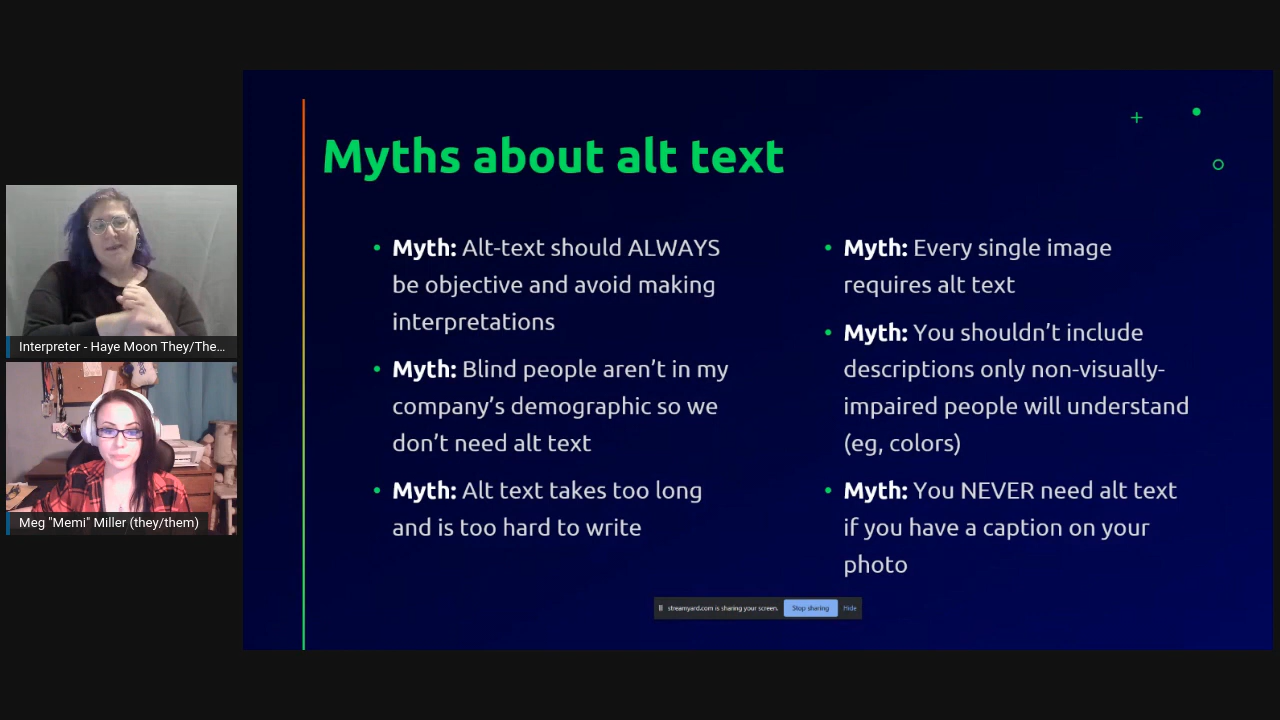 Myths about alt text
• Myth: Alt-text should ALWAYS
be objective and avoid making
interpretations
• Myth: Blind people aren't in my
company's demographic so we
don't need alt text
• Myth: Alt text takes too long
and is too hard to write
• Myth: Every single image
requires alt text
• Myth: You shouldn't include
descriptions only non-visually-
impaired people will understand
(eg, colors)
• Myth: You NEVER need alt text
if you have a caption on your
photo
Interpreter - Haye Moon They/The...
Meg "Memi" Miller (they/them)
streamyard.com is sharing your screen. Stop sharing Hide